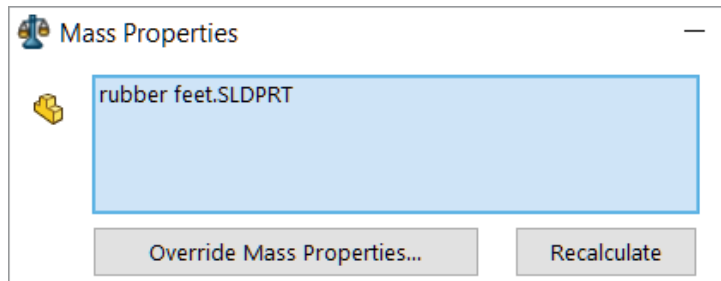 Mass Properties
rubber feet.SLDPRT
Override Mass Properties...
Recalculate